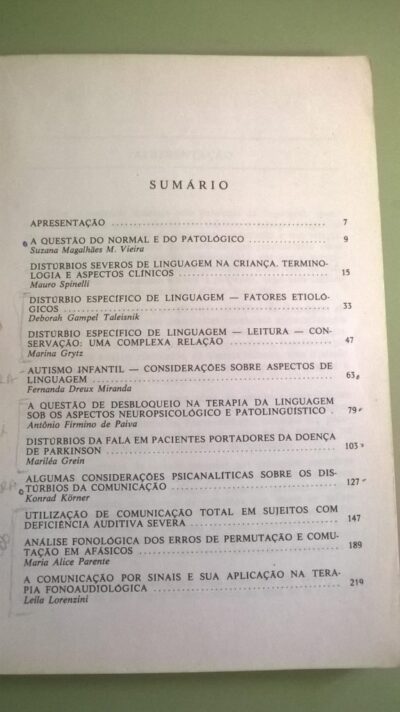 SUMÁRIO
APRESENTAÇÃO ........ 7
A QUESTÃO DO NORMAL E DO PATOLÓGICO ........ 9
Suzana Magalhães M. Vieira
DISTÚRBIOS SEVEROS DE LINGUAGEM NA CRIANÇA. TERMINO-
LOGIA E ASPECTOS CLÍNICOS ........ 15
Mauro Spinelli
DISTÚRBIO ESPECÍFICO DE LINGUAGEM — FATORES ETIOLÓ-
GICOS ........ 33
Deborah Gampel Taleisnik
DISTÚRBIO ESPECÍFICO DE LINGUAGEM — LEITURA — CON-
SERVAÇÃO: UMA COMPLEXA RELAÇÃO ........ 47
Marina Grytz
AUTISMO INFANTIL — CONSIDERAÇÕES SOBRE ASPECTOS DE
LINGUAGEM ........ 63
Fernanda Dreux Miranda
A QUESTÃO DE DESBLOQUEIO NA TERAPIA DA LINGUAGEM
SOB OS ASPECTOS NEUROPSICOLÓGICO E PATOLINGÜÍSTICO . 79
Antônio Firmino de Paiva
DISTÚRBIOS DA FALA EM PACIENTES PORTADORES DA DOENÇA
DE PARKINSON ........ 103
Mariléa Grein
ALGUMAS CONSIDERAÇÕES PSICANALITICAS SOBRE OS DIS-
TÚRBIOS DA COMUNICAÇÃO ........ 127
Konrad Körner
UTILIZAÇÃO DE COMUNICAÇÃO TOTAL EM SUJEITOS COM
DEFICIÊNCIA AUDITIVA SEVERA ........ 147
ANÁLISE FONOLÓGICA DOS ERROS DE PERMUTAÇÃO E COMU-
TAÇÃO EM AFÁSICOS ........ 189
Maria Alice Parente
A COMUNICAÇÃO POR SINAIS E SUA APLICAÇÃO NA TERA-
PIA FONOAUDIOLÓGICA ........ 219
Leila Lorenzini